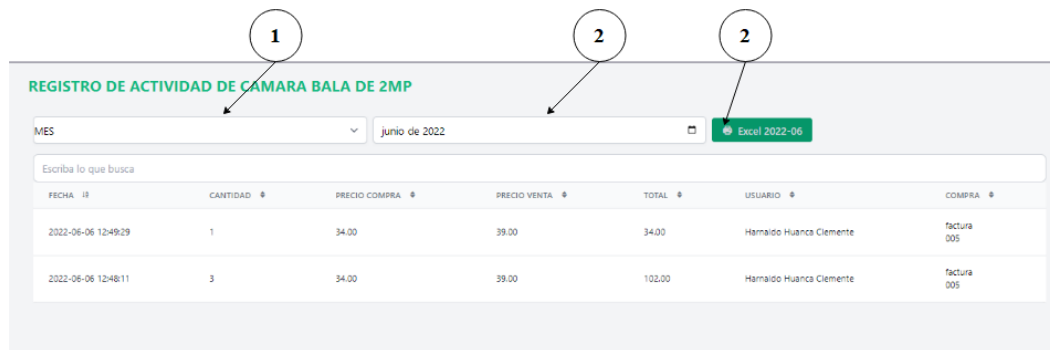 1 2 2
REGISTRO DE ACTIVIDAD DE CAMARA BALA DE 2MP
MES junio de 2022 Excel 2022-06
Escriba lo que busca
FECHA CANTIDAD PRECIO COMPRA PRECIO VENTA TOTAL USUARIO COMPRA
2022-06-06 12:49:29 1 34.00 39.00 34.00 Harnaldo Huanca Clemente factura
005
2022-06-06 12:48:11 3 34.00 39.00 102.00 Harnaldo Huanca Clemente factura
005